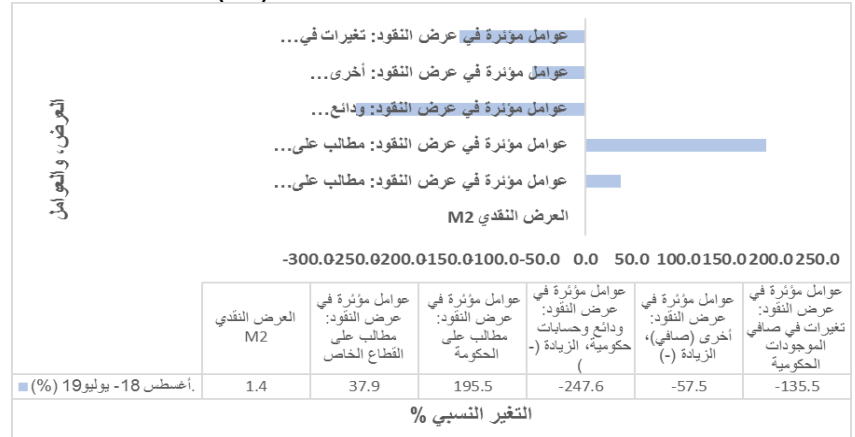 عوامل مؤثرة في عرض النقود: تغيرات في...
عوامل مؤثرة في عرض النقود: أخرى...
عوامل مؤثرة في عرض النقود: ودائع...
عوامل مؤثرة في عرض النقود: مطالب على...
عوامل مؤثرة في عرض النقود: مطالب على...
العرض النقدي M2
العرض، والعوامل
-300.0 -250.0 -200.0 -150.0 -100.0 -50.0 0.0 50.0 100.0 150.0 200.0 250.0
العرض النقدي
M2
عوامل مؤثرة في
عرض النقود:
مطالب على
القطاع الخاص
عوامل مؤثرة في
عرض النقود:
مطالب على
الحكومة
عوامل مؤثرة في
عرض النقود:
ودائع وحسابات
حكومية، الزيادة (-
)
عوامل مؤثرة في
عرض النقود:
أخرى (صافي)،
الزيادة (-)
عوامل مؤثرة في
عرض النقود:
تغيرات في صافي
الموجودات
الحكومية
أغسطس 18- يوليو19 (%).
1.4 37.9 195.5 -247.6 -57.5 -135.5
التغير النسبي %